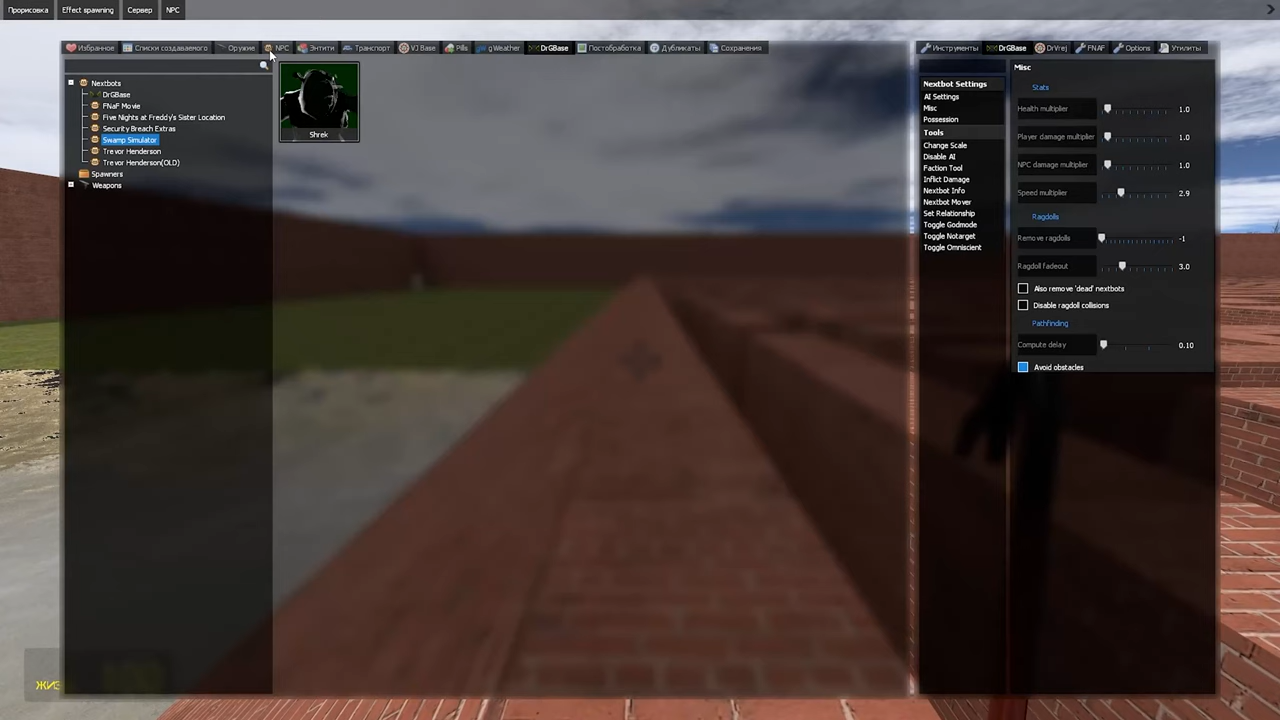 Прорисовка Effect spawning Сервер NPC
Избранное Списки создаваемого Оружие NPC Энтити Транспорт VJ Base Pills gWeather DrGBase Постобработка Дубликаты Сохранения
Nextbots
DrGBase
FNaF Movie
Five Nights at Freddy's Sister Location
Security Breach Extras
Swamp Simulator
Trevor Henderson
Trevor Henderson(OLD)
Spawners
Weapons
Shrek
Инструменты DrGBase DrVrej FNAF Options Утилиты
Nextbot Settings
AI Settings
Misc
Possession
Tools
Change Scale
Disable AI
Faction Tool
Inflict Damage
Nextbot Info
Nextbot Mover
Set Relationship
Toggle Godmode
Toggle Notarget
Toggle Omniscient
Misc
Stats
Health multiplier 1.0
Player damage multiplier 1.0
NPC damage multiplier 1.0
Speed multiplier 2.9
Ragdolls
Remove ragdolls -1
Ragdoll fadeout 3.0
Also remove 'dead' nextbots
Disable ragdoll collisions
Pathfinding
Compute delay 0.10
Avoid obstacles